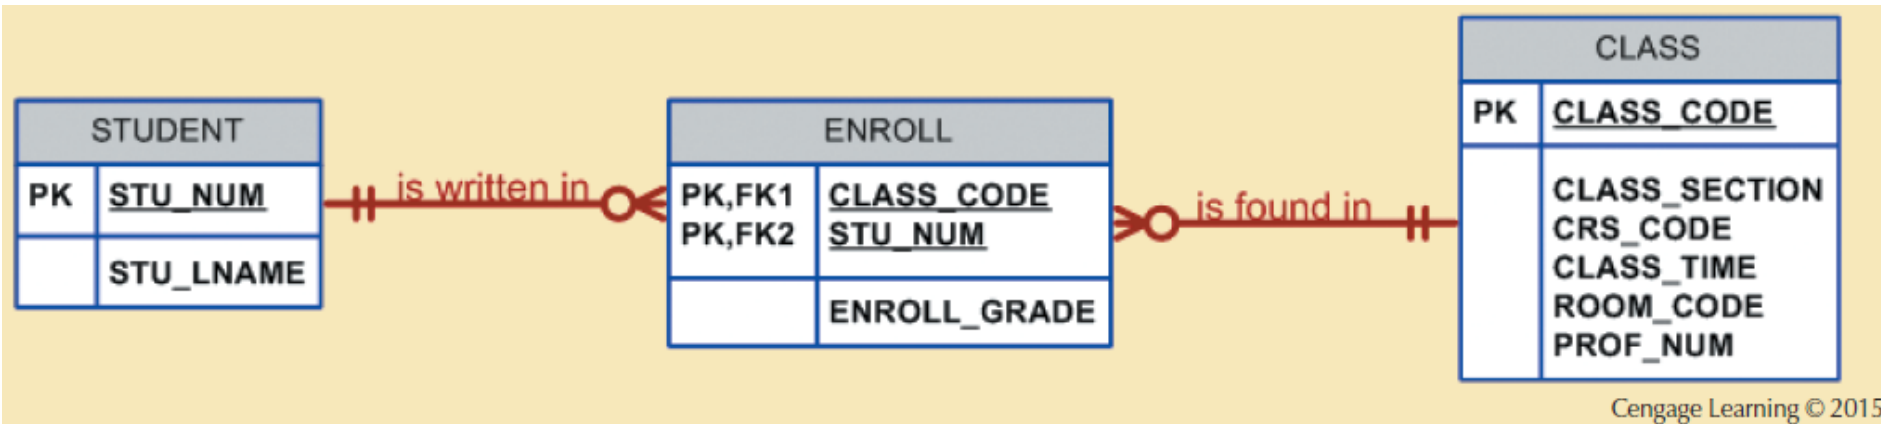 STUDENT
PK STU_NUM
STU_LNAME
is written in
ENROLL
PK,FK1 CLASS_CODE
PK,FK2 STU_NUM
ENROLL_GRADE
is found in
CLASS
PK CLASS_CODE
CLASS_SECTION
CRS_CODE
CLASS_TIME
ROOM_CODE
PROF_NUM
Cengage Learning © 2015